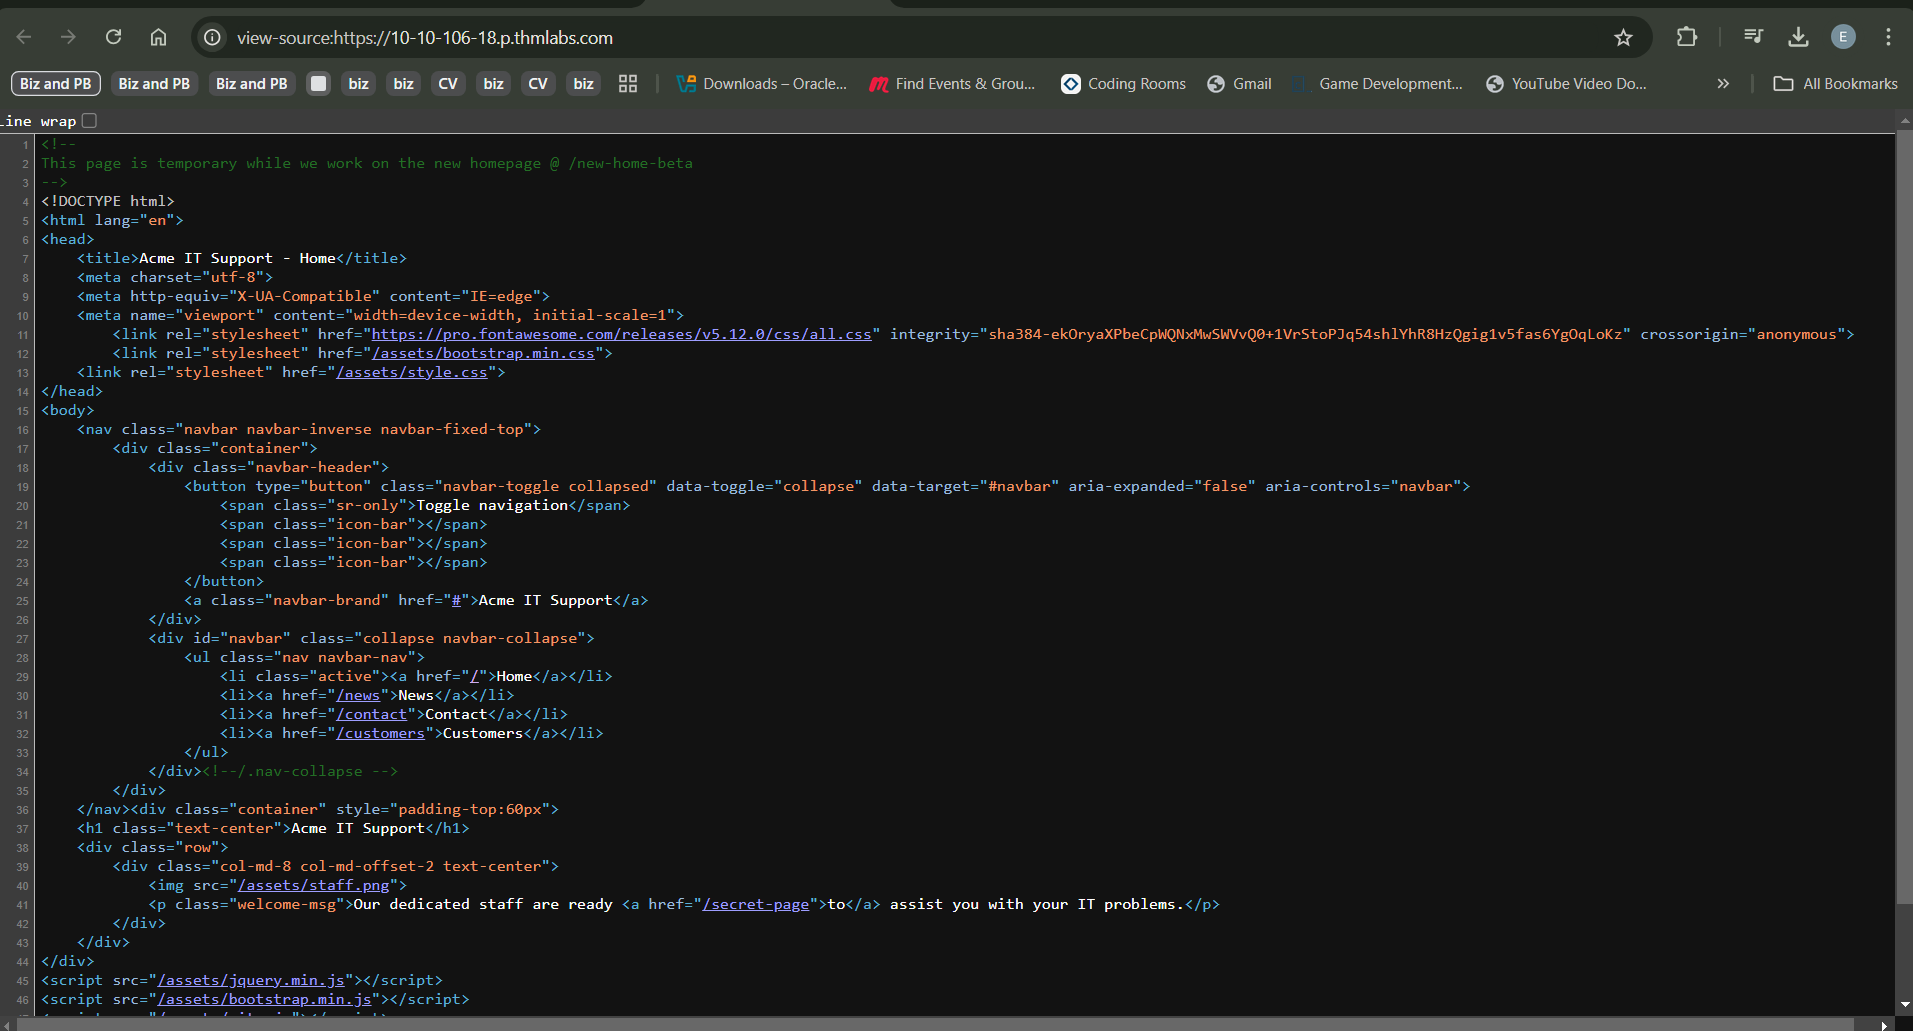 view-source:https://10-10-106-18.p.thmlabs.com
E
Biz and PB Biz and PB Biz and PB biz biz CV biz CV biz Downloads – Oracle... Find Events & Grou... Coding Rooms Gmail Game Development... YouTube Video Do... » All Bookmarks
Line wrap
1 <!--
2 This page is temporary while we work on the new homepage @ /new-home-beta
3 -->
4 <!DOCTYPE html>
5 <html lang="en">
6 <head>
7     <title>Acme IT Support - Home</title>
8     <meta charset="utf-8">
9     <meta http-equiv="X-UA-Compatible" content="IE=edge">
10     <meta name="viewport" content="width=device-width, initial-scale=1">
11         <link rel="stylesheet" href="https://pro.fontawesome.com/releases/v5.12.0/css/all.css" integrity="sha384-ekOryaXPbeCpWQNxMwSWVvQ0+1VrStoPJq54shlYhR8HzQgig1v5fas6YgOqLoKz" crossorigin="anonymous">
12         <link rel="stylesheet" href="/assets/bootstrap.min.css">
13     <link rel="stylesheet" href="/assets/style.css">
14 </head>
15 <body>
16     <nav class="navbar navbar-inverse navbar-fixed-top">
17         <div class="container">
18             <div class="navbar-header">
19                 <button type="button" class="navbar-toggle collapsed" data-toggle="collapse" data-target="#navbar" aria-expanded="false" aria-controls="navbar">
20                     <span class="sr-only">Toggle navigation</span>
21                     <span class="icon-bar"></span>
22                     <span class="icon-bar"></span>
23                     <span class="icon-bar"></span>
24                 </button>
25                 <a class="navbar-brand" href="#">Acme IT Support</a>
26             </div>
27             <div id="navbar" class="collapse navbar-collapse">
28                 <ul class="nav navbar-nav">
29                     <li class="active"><a href="/">Home</a></li>
30                     <li><a href="/news">News</a></li>
31                     <li><a href="/contact">Contact</a></li>
32                     <li><a href="/customers">Customers</a></li>
33                 </ul>
34             </div><!--/.nav-collapse -->
35         </div>
36     </nav><div class="container" style="padding-top:60px">
37     <h1 class="text-center">Acme IT Support</h1>
38     <div class="row">
39         <div class="col-md-8 col-md-offset-2 text-center">
40             <img src="/assets/staff.png">
41             <p class="welcome-msg">Our dedicated staff are ready <a href="/secret-page">to</a> assist you with your IT problems.</p>
42         </div>
43     </div>
44 </div>
45 <script src="/assets/jquery.min.js"></script>
46 <script src="/assets/bootstrap.min.js"></script>